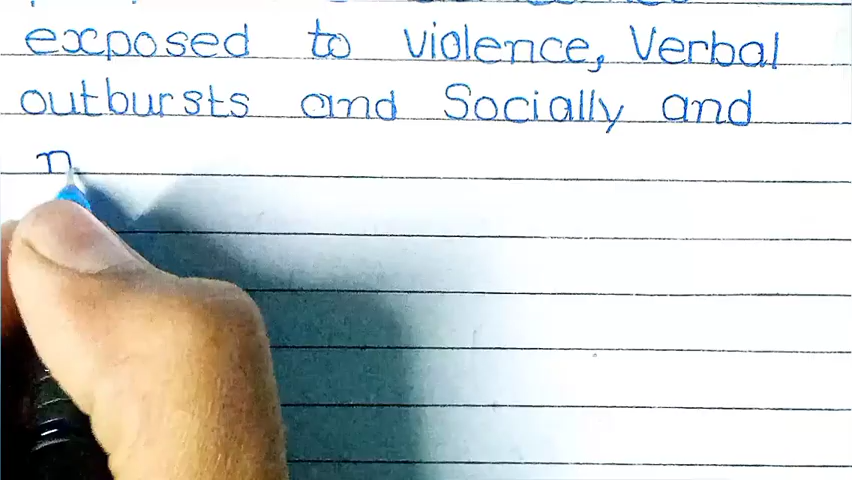 exposed to violence, Verbal
outbursts and Socially and